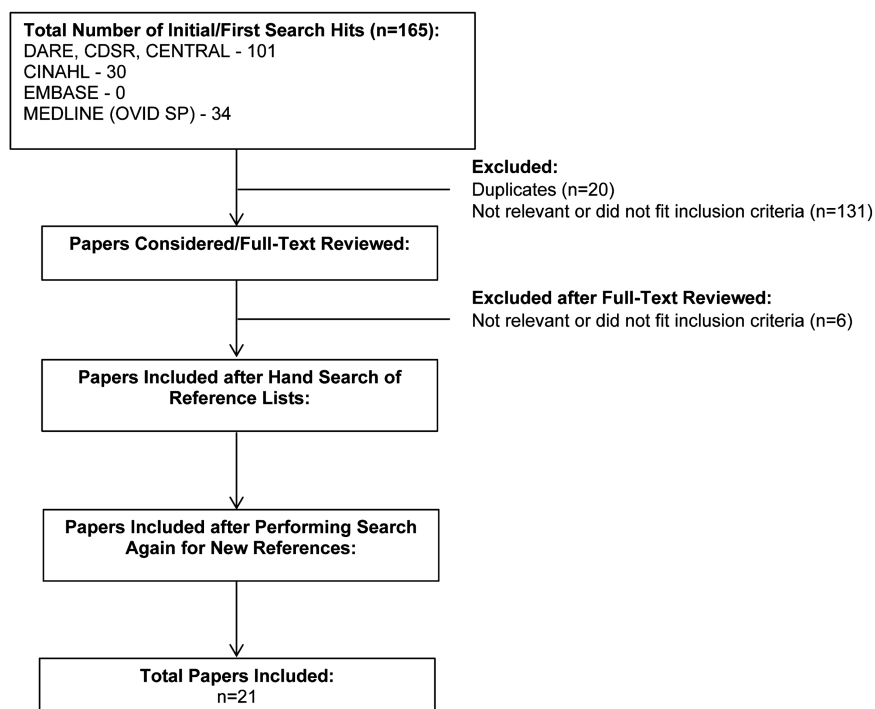 Total Number of Initial/First Search Hits (n=165):
DARE, CDSR, CENTRAL - 101
CINAHL - 30
EMBASE - 0
MEDLINE (OVID SP) - 34
Excluded:
Duplicates (n=20)
Not relevant or did not fit inclusion criteria (n=131)
Papers Considered/Full-Text Reviewed:
Excluded after Full-Text Reviewed:
Not relevant or did not fit inclusion criteria (n=6)
Papers Included after Hand Search of
Reference Lists:
Papers Included after Performing Search
Again for New References:
Total Papers Included:
n=21